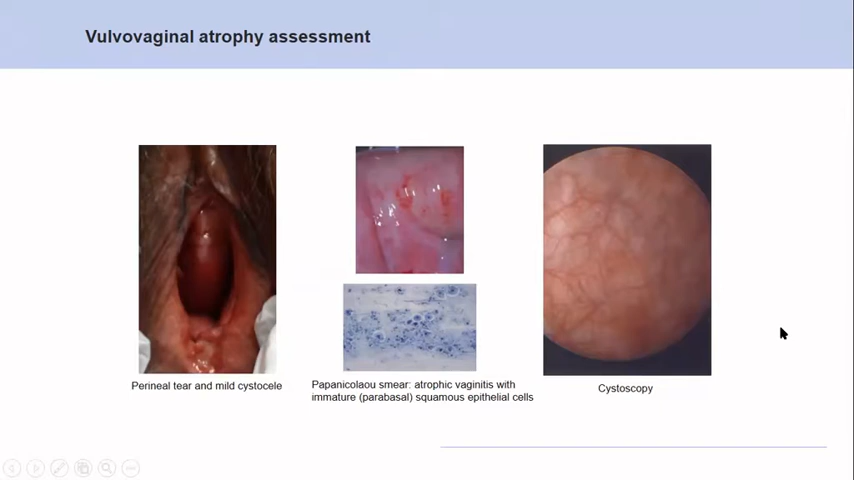 Vulvovaginal atrophy assessment
Perineal tear and mild cystocele
Papanicolaou smear: atrophic vaginitis with
immature (parabasal) squamous epithelial cells
Cystoscopy